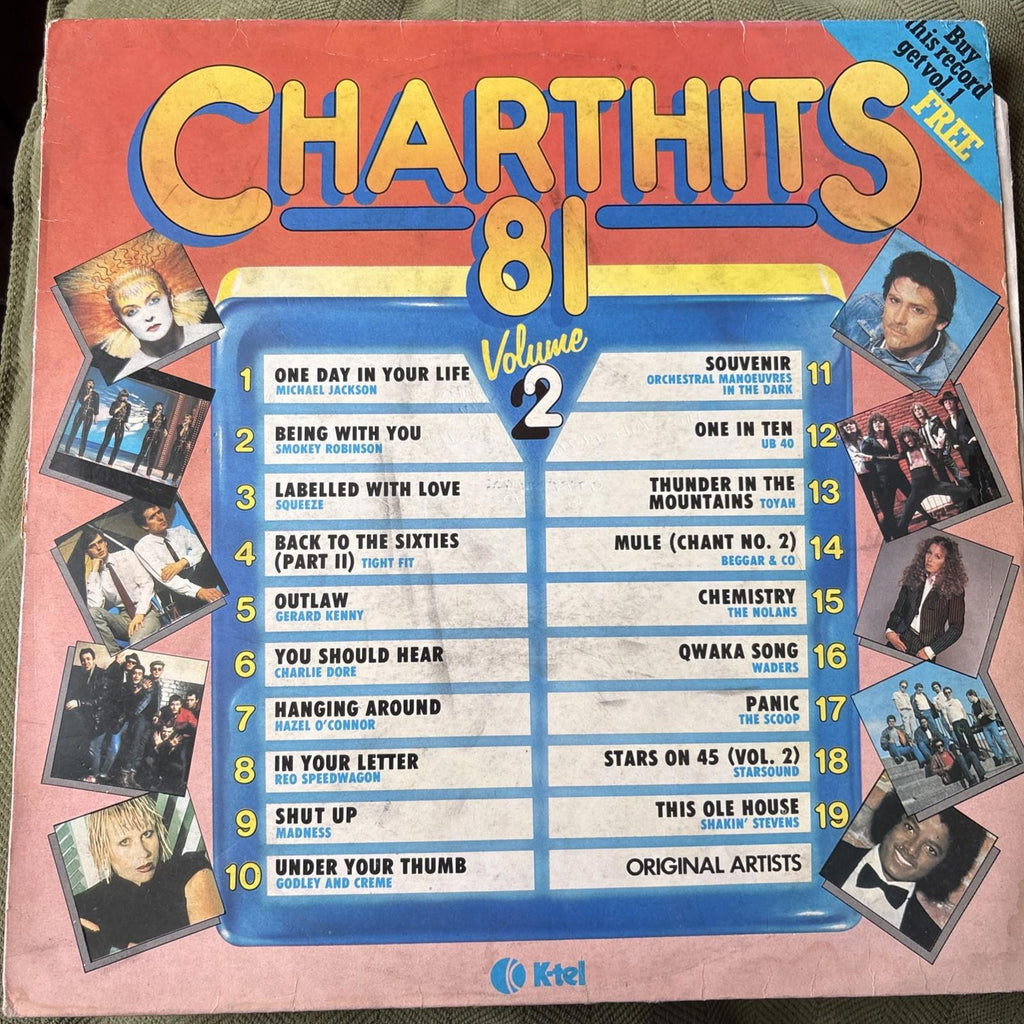 Buy
this record
get vol. 1
FREE
CHARTHITS
81
Volume
2
1 ONE DAY IN YOUR LIFE
MICHAEL JACKSON
2 BEING WITH YOU
SMOKEY ROBINSON
3 LABELLED WITH LOVE
SQUEEZE
4 BACK TO THE SIXTIES
(PART II) TIGHT FIT
5 OUTLAW
GERARD KENNY
6 YOU SHOULD HEAR
CHARLIE DORE
7 HANGING AROUND
HAZEL O'CONNOR
8 IN YOUR LETTER
REO SPEEDWAGON
9 SHUT UP
MADNESS
10 UNDER YOUR THUMB
GODLEY AND CREME
SOUVENIR 11
ORCHESTRAL MANOEUVRES
IN THE DARK
ONE IN TEN 12
UB 40
THUNDER IN THE 13
MOUNTAINS TOYAH
MULE (CHANT NO. 2) 14
BEGGAR & CO
CHEMISTRY 15
THE NOLANS
QWAKA SONG 16
WADERS
PANIC 17
THE SCOOP
STARS ON 45 (VOL. 2) 18
STARSOUND
THIS OLE HOUSE 19
SHAKIN' STEVENS
ORIGINAL ARTISTS
K-tel